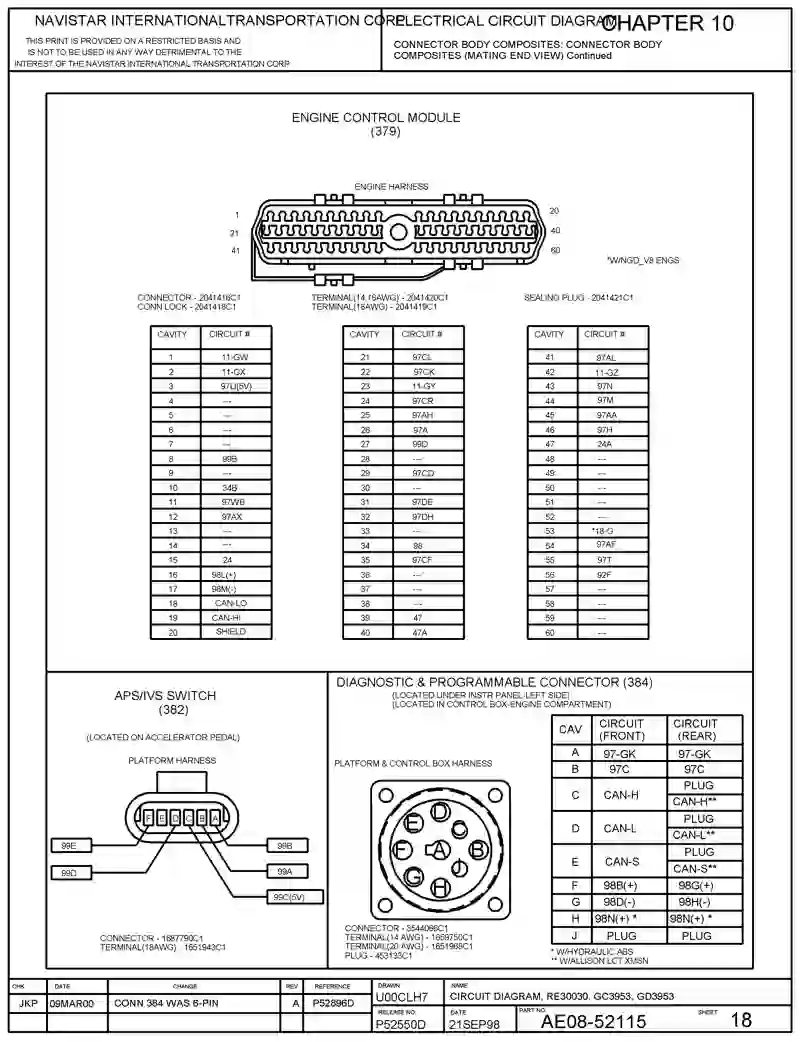 NAVISTAR INTERNATIONALTRANSPORTATION CORP.
THIS PRINT IS PROVIDED ON A RESTRICTED BASIS AND
IS NOT TO BE USED IN ANY WAY DETRIMENTAL TO THE
INTEREST OF THE NAVISTAR INTERNATIONAL TRANSPORTATION CORP
ELECTRICAL CIRCUIT DIAGRAM
CHAPTER 10
CONNECTOR BODY COMPOSITES: CONNECTOR BODY
COMPOSITES (MATING END VIEW) Continued
ENGINE CONTROL MODULE
(379)
ENGINE HARNESS
1 20
21 40
41 60
*W/NGD_V8 ENGS
CONNECTOR - 2041416C1
CONN LOCK - 2041418C1
TERMINAL(14,16AWG) - 2041420C1
TERMINAL(18AWG) - 2041419C1
SEALING PLUG - 2041421C1
CAVITY CIRCUIT #
1 11-GW
2 11-GX
3 97U(5V)
4 ---
5 ---
6 ---
7 ---
8 99B
9 ---
10 34B
11 97WB
12 97AX
13 ---
14 ---
15 24
16 98L(+)
17 98M(-)
18 CAN-LO
19 CAN-HI
20 SHIELD
CAVITY CIRCUIT #
21 97CL
22 97CK
23 11-GY
24 97CR
25 97AH
26 97A
27 99D
28 ---
29 97CD
30 ---
31 97DE
32 97DH
33 ---
34 98
35 97CF
36 ---
37 ---
38 ---
39 47
40 47A
CAVITY CIRCUIT #
41 97AL
42 11-GZ
43 97N
44 97M
45 97AA
46 97H
47 24A
48 ---
49 ---
50 ---
51 ---
52 ---
53 *18-G
54 97AF
55 97T
56 92F
57 ---
58 ---
59 ---
60 ---
APS/IVS SWITCH
(382)
(LOCATED ON ACCELERATOR PEDAL)
PLATFORM HARNESS
F E D C B A
99E
99D
99B
99A
99C(5V)
CONNECTOR - 1687790C1
TERMINAL(18AWG) 1651943C1
DIAGNOSTIC & PROGRAMMABLE CONNECTOR (384)
(LOCATED UNDER INSTR PANEL-LEFT SIDE)
(LOCATED IN CONTROL BOX-ENGINE COMPARTMENT)
PLATFORM & CONTROL BOX HARNESS
D
E C
F A B
G J
H
CONNECTOR - 3544086C1
TERMINAL(14 AWG) - 1669750C1
TERMINAL(20 AWG) - 1651968C1
PLUG - 453133C1
CAV CIRCUIT (FRONT) CIRCUIT (REAR)
A 97-GK 97-GK
B 97C 97C
C CAN-H PLUG
CAN-H**
D CAN-L PLUG
CAN-L**
E CAN-S PLUG
CAN-S**
F 98B(+) 98G(+)
G 98D(-) 98H(-)
H 98N(+) * 98N(+) *
J PLUG PLUG
* W/HYDRAULIC ABS
** W/ALLISON LCT XMSN
CHK DATE CHANGE REV REFERENCE
JKP 09MAR00 CONN 384 WAS 6-PIN A P52896D
DRAWN
U00CLH7
NAME
CIRCUIT DIAGRAM, RE30030. GC3953, GD3953
RELEASE NO.
P52550D
DATE
21SEP98
PART NO.
AE08-52115
SHEET
18